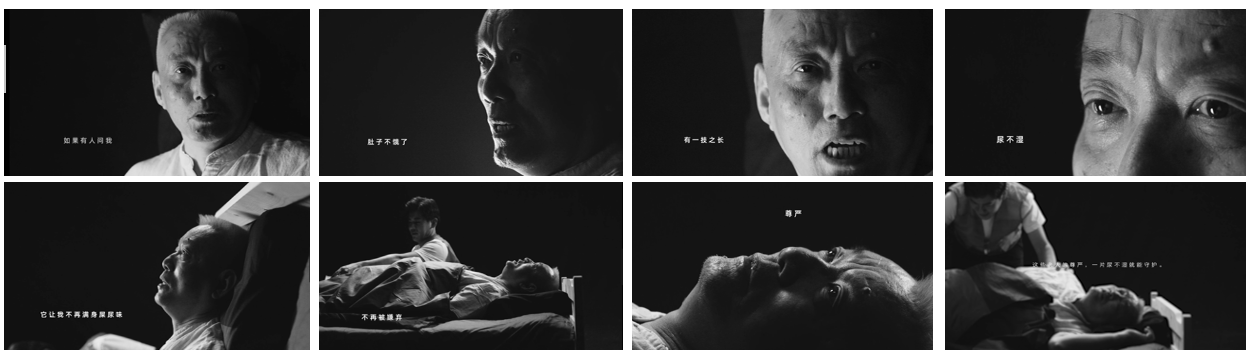 如果有人问我
肚子不饿了
有一技之长
尿不湿
它让我不再满身屎尿味
不再被嫌弃
尊严
尊严，一片尿不湿就能守护。